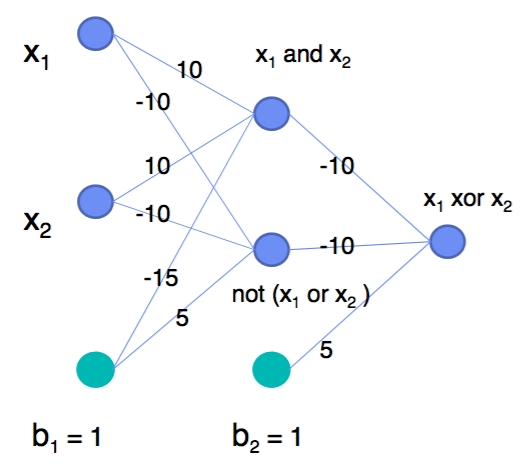 x₁
10
x₁ and x₂
-10
10
-10
x₁ xor x₂
x₂
-10
-10
-15
not (x₁ or x₂)
5
5
b₁ = 1
b₂ = 1